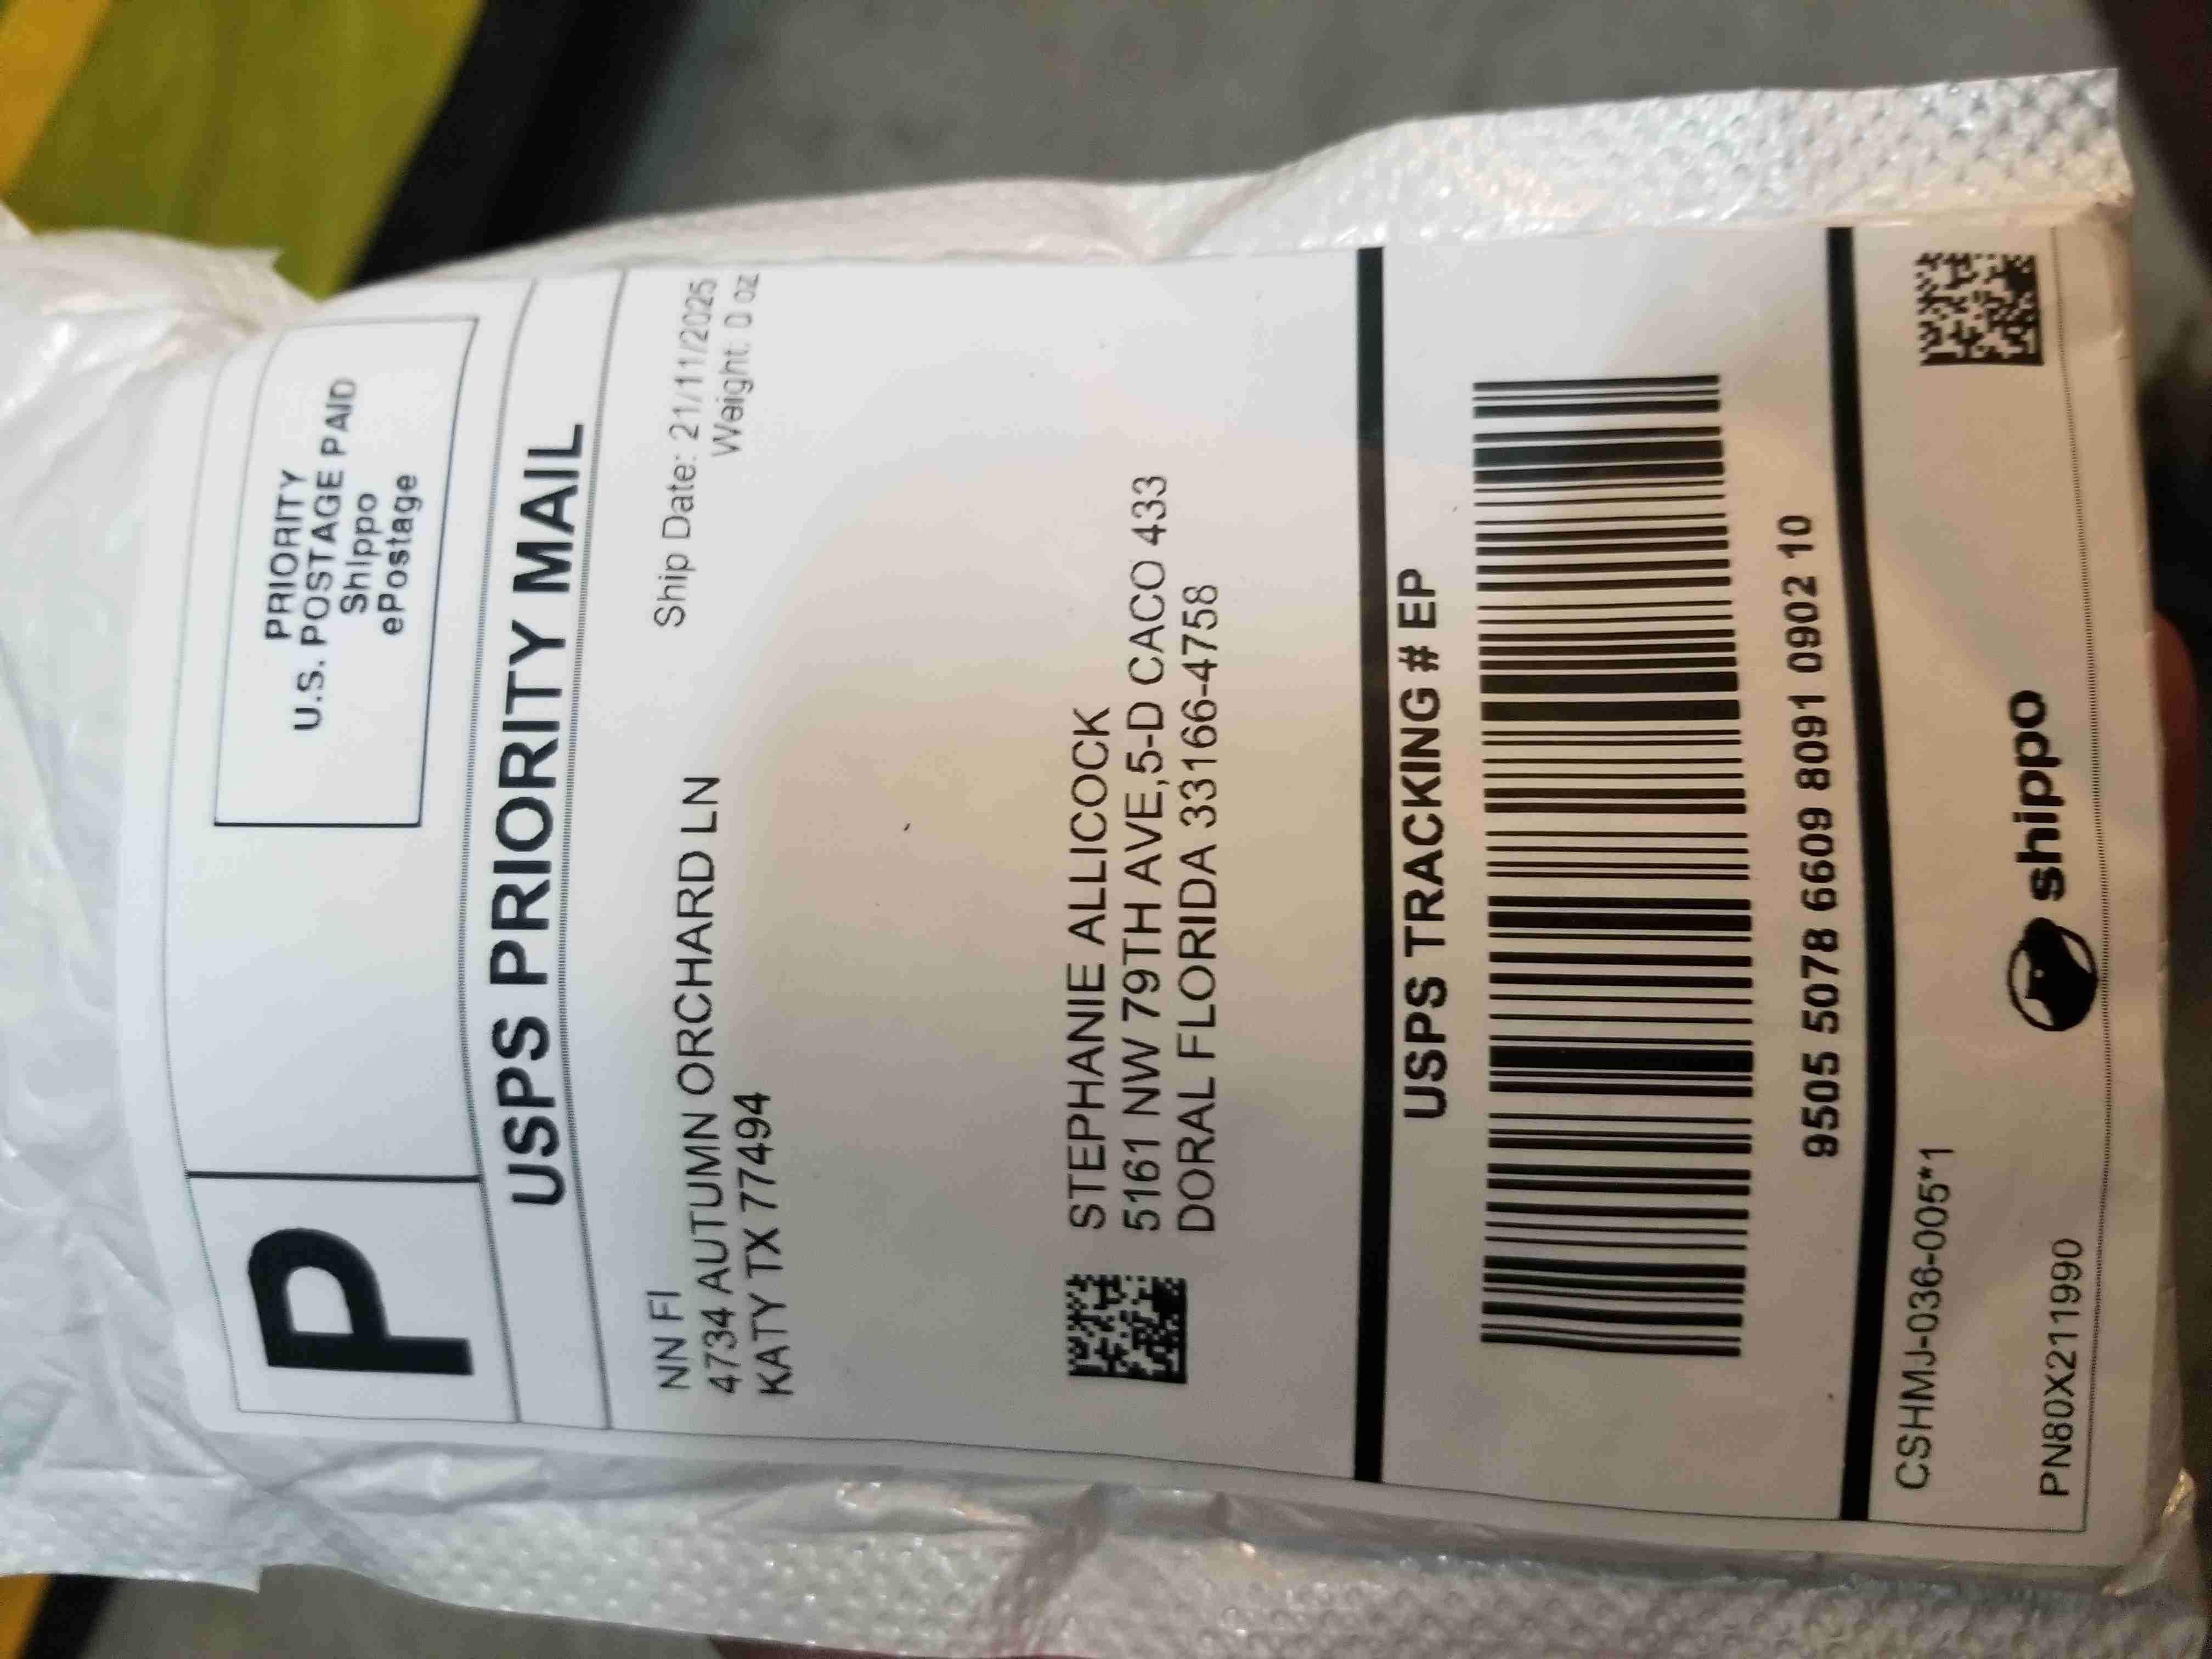 P
PRIORITY
U.S. POSTAGE PAID
Shippo
ePostage
USPS PRIORITY MAIL
NN FI
4734 AUTUMN ORCHARD LN
KATY TX 77494
Ship Date: 21/11/2025
Weight: 0 oz
STEPHANIE ALLICOCK
5161 NW 79TH AVE,5-D CACO 433
DORAL FLORIDA 33166-4758
USPS TRACKING # EP
9505 5078 6609 8091 0902 10
CSHMJ-036-005*1
PN80X211990
shippo